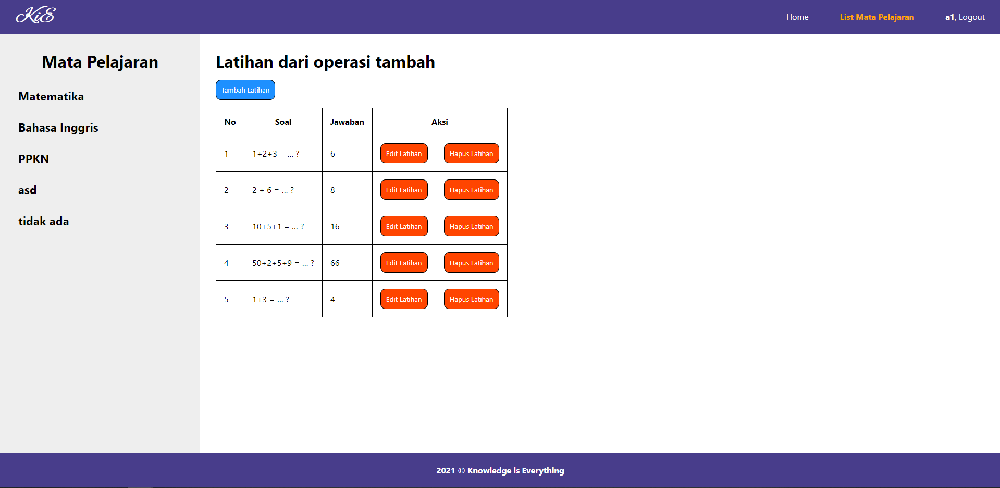 KiE
Home List Mata Pelajaran a1, Logout
Mata Pelajaran
Matematika
Bahasa Inggris
PPKN
asd
tidak ada
Latihan dari operasi tambah
Tambah Latihan
No Soal Jawaban Aksi
1 1+2+3 = ... ? 6 Edit Latihan Hapus Latihan
2 2 + 6 = ... ? 8 Edit Latihan Hapus Latihan
3 10+5+1 = ... ? 16 Edit Latihan Hapus Latihan
4 50+2+5+9 = ... ? 66 Edit Latihan Hapus Latihan
5 1+3 = ... ? 4 Edit Latihan Hapus Latihan
2021 © Knowledge is Everything